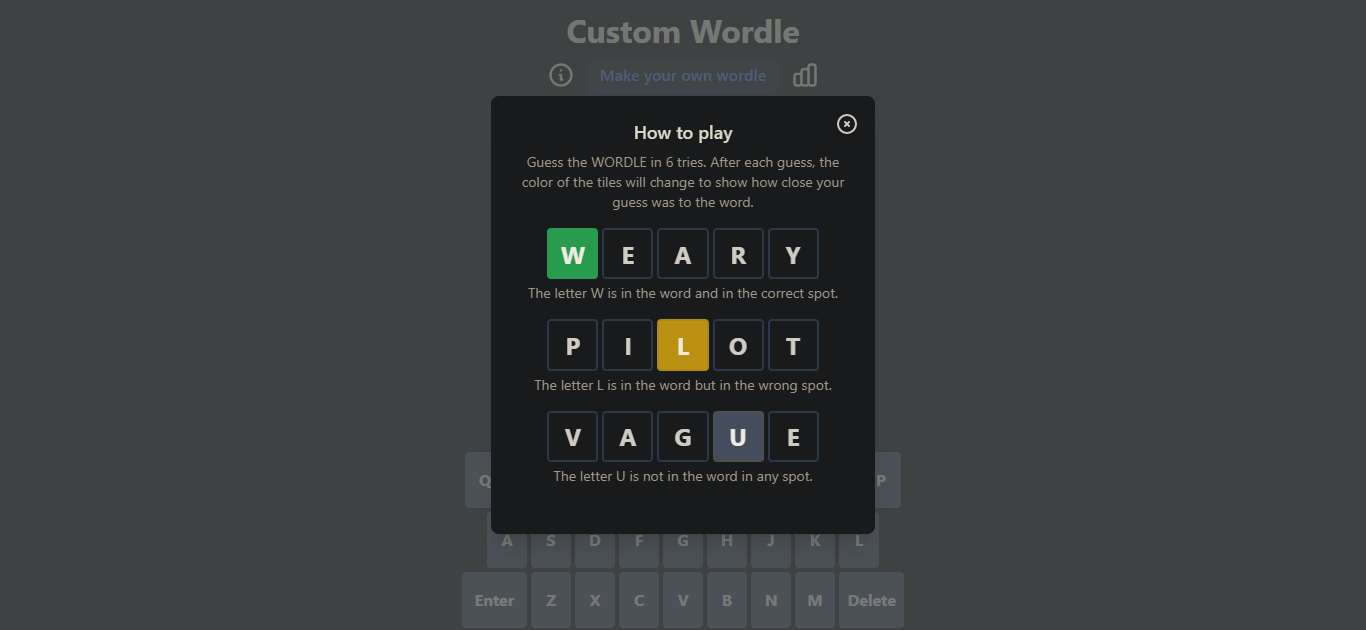 Custom Wordle
Make your own wordle
How to play
Guess the WORDLE in 6 tries. After each guess, the
color of the tiles will change to show how close your
guess was to the word.
W E A R Y
The letter W is in the word and in the correct spot.
P I L O T
The letter L is in the word but in the wrong spot.
V A G U E
The letter U is not in the word in any spot.
Q P
A S D F G H J K L
Enter Z X C V B N M Delete